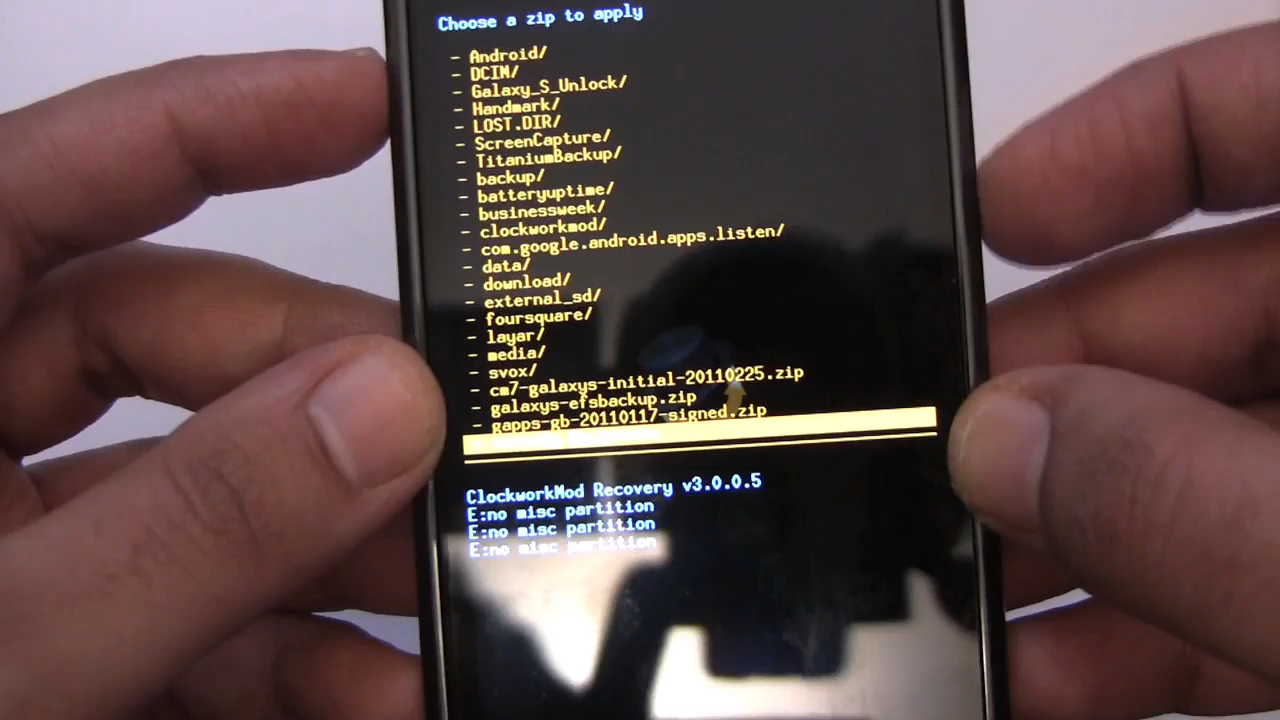 Choose a zip to apply
- Android/
- DCIM/
- Galaxy_S_Unlock/
- Handmark/
- LOST.DIR/
- ScreenCapture/
- TitaniumBackup/
- backup/
- batteryuptime/
- businessweek/
- clockworkmod/
- com.google.android.apps.listen/
- data/
- download/
- external_sd/
- foursquare/
- layar/
- media/
- svox/
- cm7-galaxys-initial-20110225.zip
- galaxys-efsbackup.zip
- gapps-gb-20110117-signed.zip
ClockworkMod Recovery v3.0.0.5
E:no misc partition
E:no misc partition
E:no misc partition